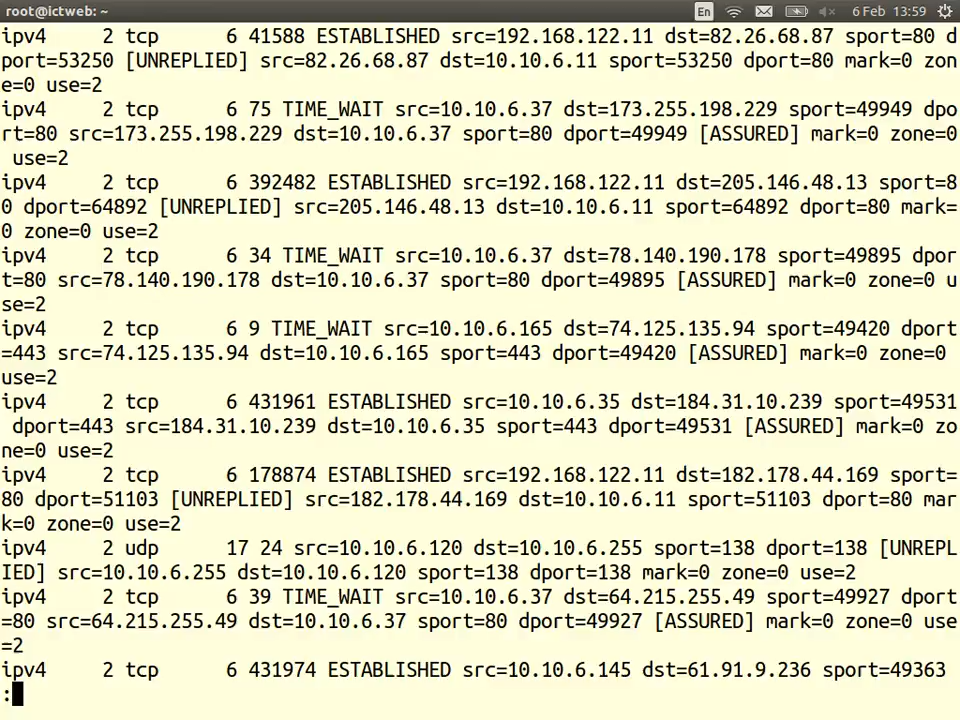 root@ictweb: ~
En
6 Feb 13:59
ipv4     2 tcp      6 41588 ESTABLISHED src=192.168.122.11 dst=82.26.68.87 sport=80 d
port=53250 [UNREPLIED] src=82.26.68.87 dst=10.10.6.11 sport=53250 dport=80 mark=0 zon
e=0 use=2
ipv4     2 tcp      6 75 TIME_WAIT src=10.10.6.37 dst=173.255.198.229 sport=49949 dpo
rt=80 src=173.255.198.229 dst=10.10.6.37 sport=80 dport=49949 [ASSURED] mark=0 zone=0
 use=2
ipv4     2 tcp      6 392482 ESTABLISHED src=192.168.122.11 dst=205.146.48.13 sport=8
0 dport=64892 [UNREPLIED] src=205.146.48.13 dst=10.10.6.11 sport=64892 dport=80 mark=
0 zone=0 use=2
ipv4     2 tcp      6 34 TIME_WAIT src=10.10.6.37 dst=78.140.190.178 sport=49895 dpor
t=80 src=78.140.190.178 dst=10.10.6.37 sport=80 dport=49895 [ASSURED] mark=0 zone=0 u
se=2
ipv4     2 tcp      6 9 TIME_WAIT src=10.10.6.165 dst=74.125.135.94 sport=49420 dport
=443 src=74.125.135.94 dst=10.10.6.165 sport=443 dport=49420 [ASSURED] mark=0 zone=0
use=2
ipv4     2 tcp      6 431961 ESTABLISHED src=10.10.6.35 dst=184.31.10.239 sport=49531
 dport=443 src=184.31.10.239 dst=10.10.6.35 sport=443 dport=49531 [ASSURED] mark=0 zo
ne=0 use=2
ipv4     2 tcp      6 178874 ESTABLISHED src=192.168.122.11 dst=182.178.44.169 sport=
80 dport=51103 [UNREPLIED] src=182.178.44.169 dst=10.10.6.11 sport=51103 dport=80 mar
k=0 zone=0 use=2
ipv4     2 udp      17 24 src=10.10.6.120 dst=10.10.6.255 sport=138 dport=138 [UNREPL
IED] src=10.10.6.255 dst=10.10.6.120 sport=138 dport=138 mark=0 zone=0 use=2
ipv4     2 tcp      6 39 TIME_WAIT src=10.10.6.37 dst=64.215.255.49 sport=49927 dport
=80 src=64.215.255.49 dst=10.10.6.37 sport=80 dport=49927 [ASSURED] mark=0 zone=0 use
=2
ipv4     2 tcp      6 431974 ESTABLISHED src=10.10.6.145 dst=61.91.9.236 sport=49363
: